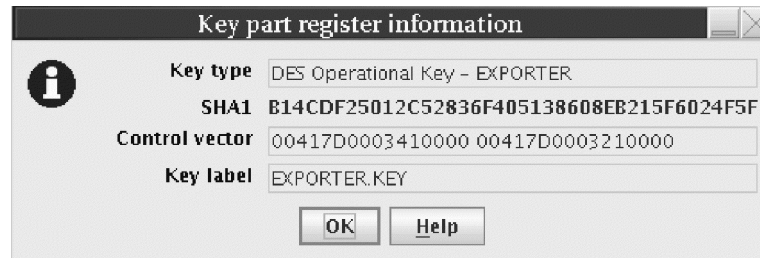 Key part register information
Key type DES Operational Key – EXPORTER
SHA1 B14CDF25012C52836F405138608EB215F6024F5F
Control vector 00417D0003410000 00417D0003210000
Key label EXPORTER.KEY
OK Help